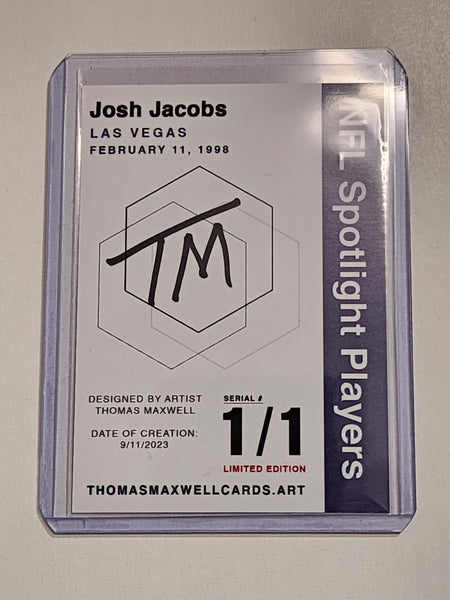 Josh Jacobs
LAS VEGAS
FEBRUARY 11, 1998
TM
DESIGNED BY ARTIST
THOMAS MAXWELL
DATE OF CREATION:
9/11/2023
SERIAL #
1/1
LIMITED EDITION
THOMASMAXWELLCARDS.ART
NFL Spotlight Players